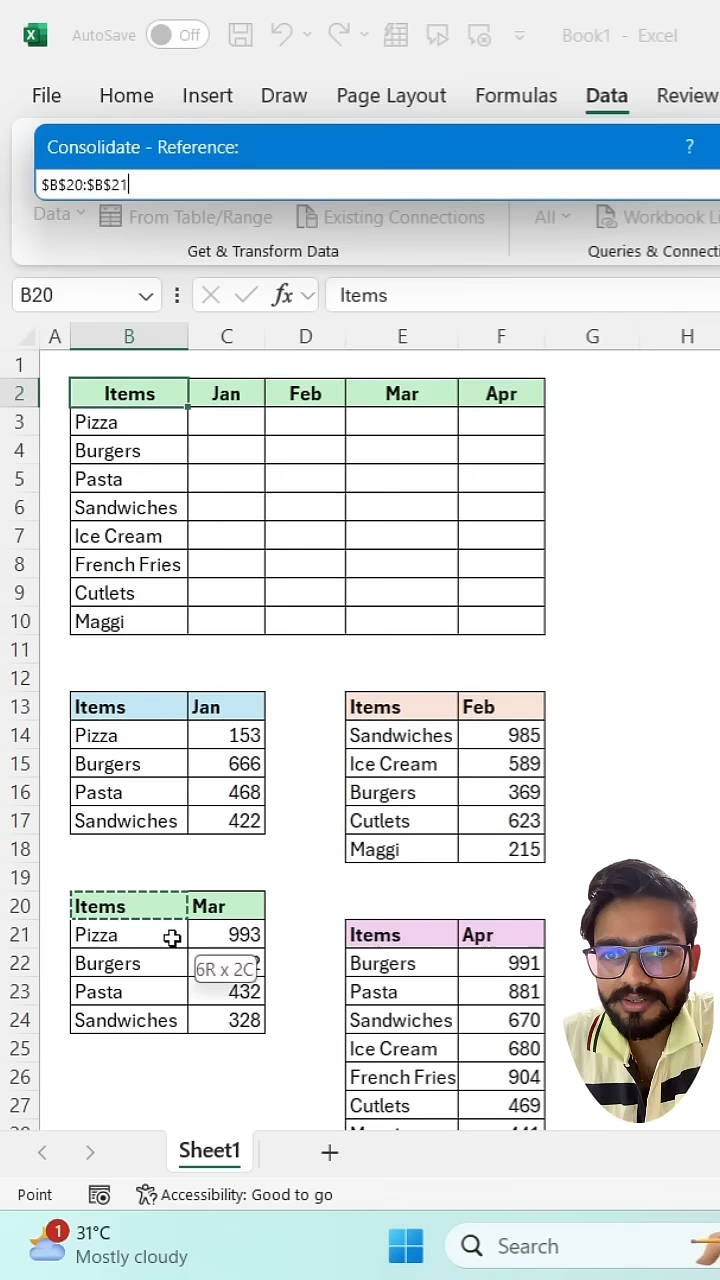 AutoSave Off Book1 - Excel
File Home Insert Draw Page Layout Formulas Data Review
Consolidate - Reference: ?
$B$20:$B$21
Data From Table/Range Existing Connections All Workbook Li
Get & Transform Data Queries & Connecti
B20 fx Items
A B C D E F G H
1
2 Items Jan Feb Mar Apr
3 Pizza
4 Burgers
5 Pasta
6 Sandwiches
7 Ice Cream
8 French Fries
9 Cutlets
10 Maggi
11
12
13 Items Jan Items Feb
14 Pizza 153 Sandwiches 985
15 Burgers 666 Ice Cream 589
16 Pasta 468 Burgers 369
17 Sandwiches 422 Cutlets 623
18 Maggi 215
19
20 Items Mar
21 Pizza 993 Items Apr
22 Burgers 6R x 2C Burgers 991
23 Pasta 432 Pasta 881
24 Sandwiches 328 Sandwiches 670
25 Ice Cream 680
26 French Fries 904
27 Cutlets 469
Sheet1
Point Accessibility: Good to go
1 31°C
Mostly cloudy
Search